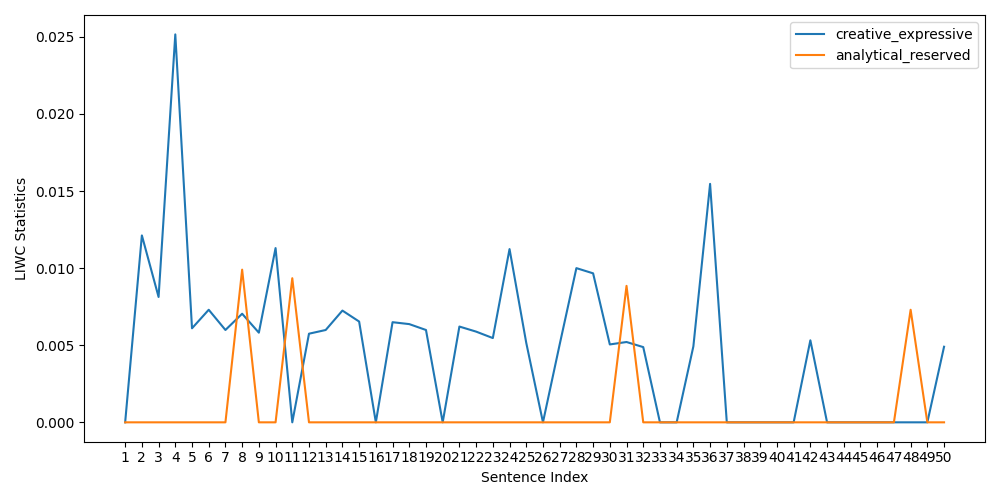 creative_expressive
analytical_reserved
0.025
0.020
0.015
0.010
0.005
0.000
LIWC Statistics
1 2 3 4 5 6 7 8 9 10 11 12 13 14 15 16 17 18 19 20 21 22 23 24 25 26 27 28 29 30 31 32 33 34 35 36 37 38 39 40 41 42 43 44 45 46 47 48 49 50
Sentence Index